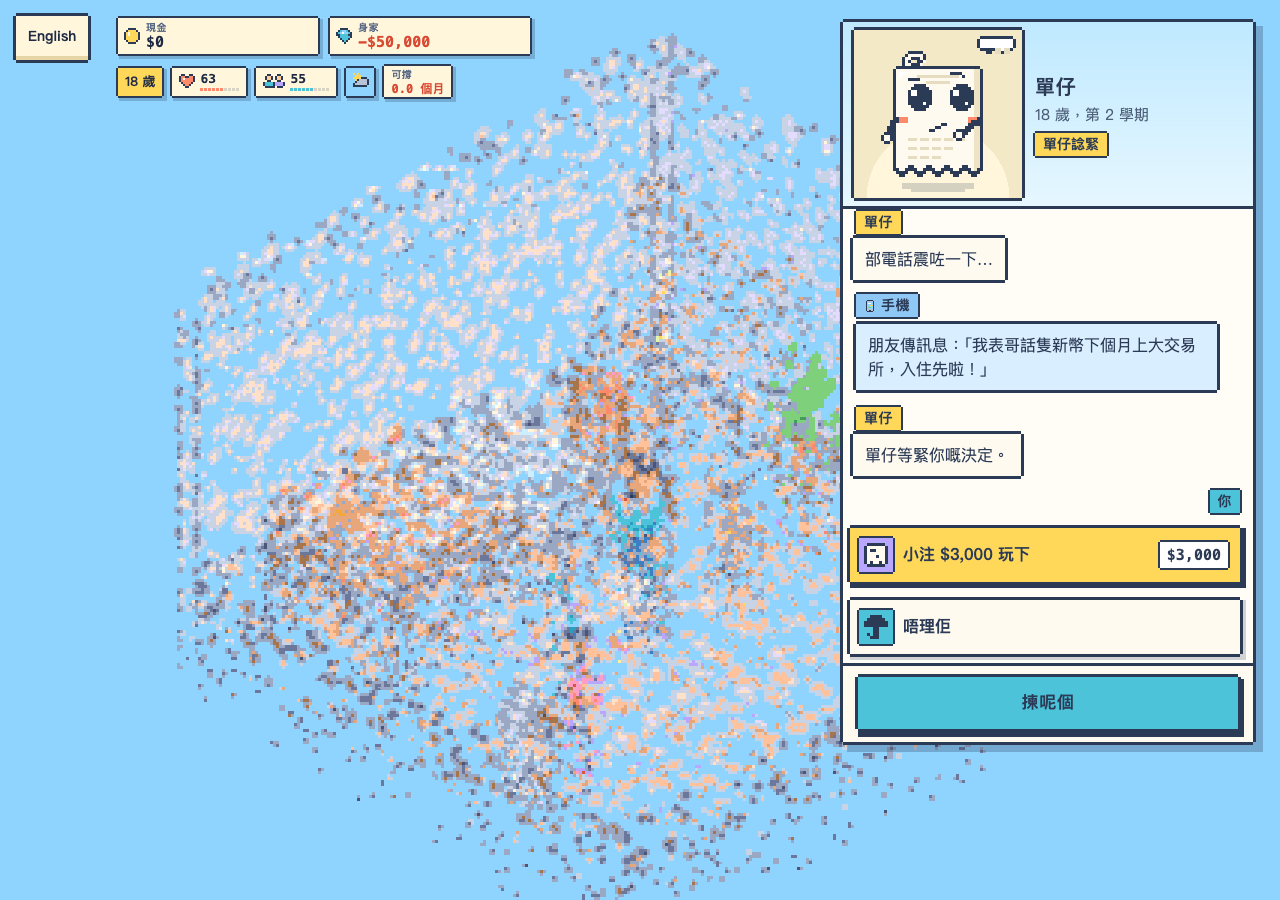 English
現金
$0
身家
−$50,000
18 歲
63
55
可撐
0.0 個月
單仔
18 歲，第 2 學期
單仔諗緊
單仔
部電話震咗一下…
手機
朋友傳訊息：「我表哥話隻新幣下個月上大交易
所，入住先啦！」
單仔
單仔等緊你嘅決定。
你
小注 $3,000 玩下
$3,000
唔理佢
揀呢個